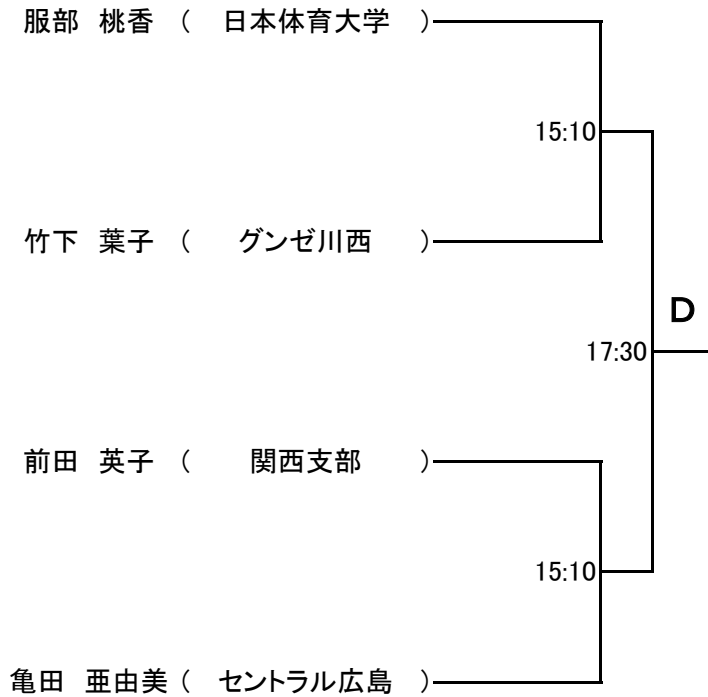 服部　桃香　（　日本体育大学　）
15:10
竹下　葉子　（　グンゼ川西　）
D
17:30
前田　英子　（　関西支部　）
15:10
亀田　亜由美（　セントラル広島　）